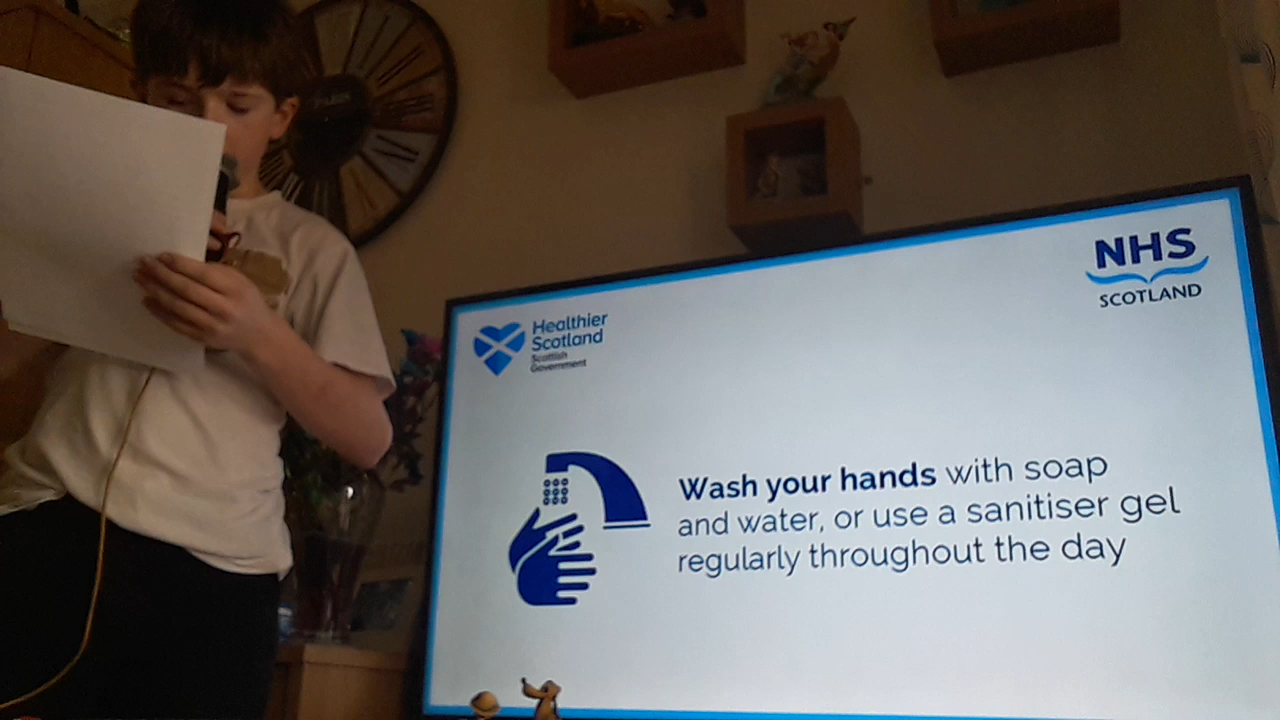 NHS
SCOTLAND
Healthier
Scotland
Scottish
Government
Wash your hands with soap
and water, or use a sanitiser gel
regularly throughout the day